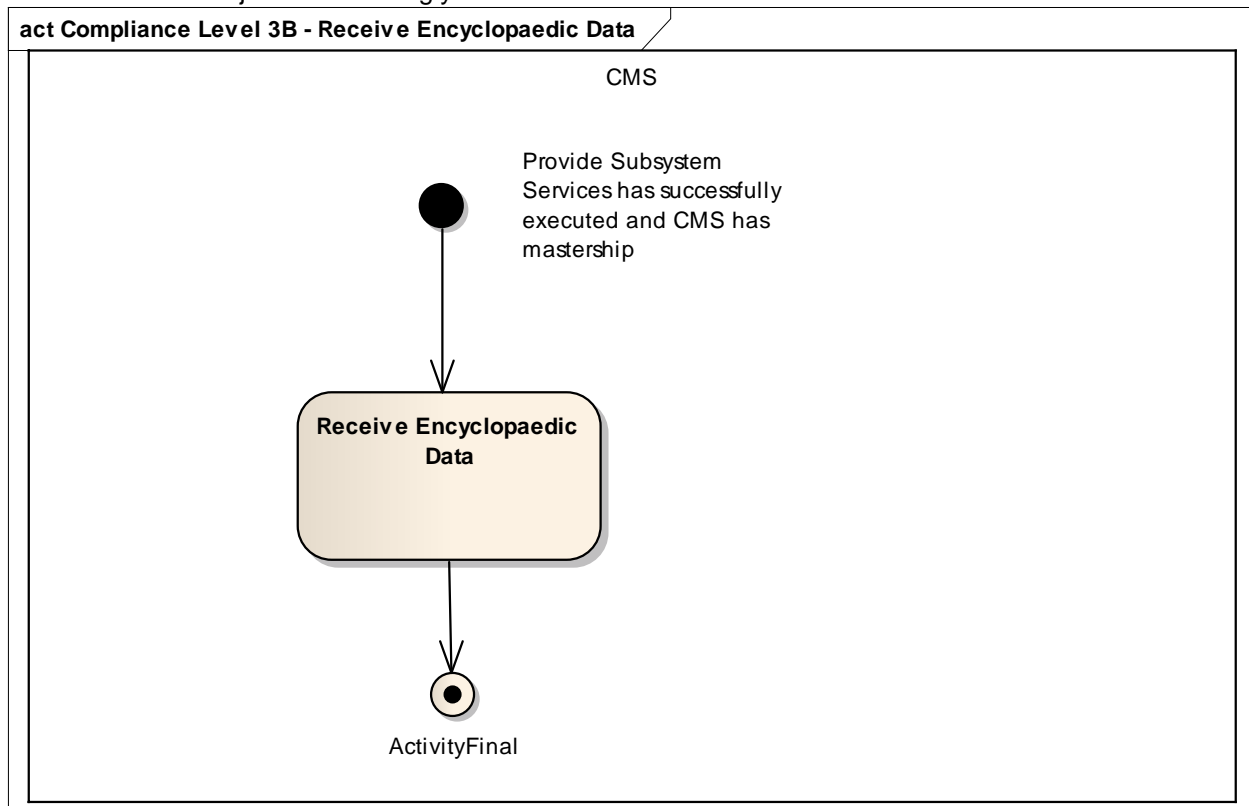 act Compliance Level 3B - Receive Encyclopaedic Data
CMS
Provide Subsystem
Services has successfully
executed and CMS has
mastership
Receive Encyclopaedic
Data
ActivityFinal